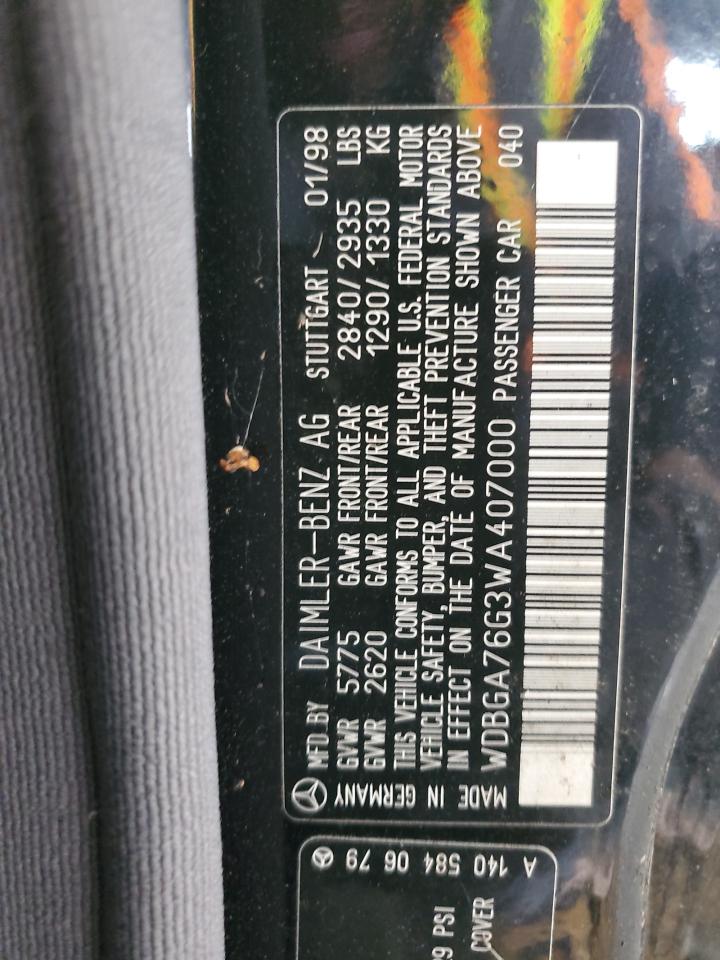 MFD.BY DAIMLER-BENZ AG STUTTGART 01/98
GVWR 5775 GAWR FRONT/REAR 2840/2935 LBS
GVWR 2620 GAWR FRONT/REAR 1290/1330 KG
THIS VEHICLE CONFORMS TO ALL APPLICABLE U.S. FEDERAL MOTOR
VEHICLE SAFETY, BUMPER, AND THEFT PREVENTION STANDARDS
IN EFFECT ON THE DATE OF MANUFACTURE SHOWN ABOVE
WDBGA76G3WA407000 PASSENGER CAR 040
MADE IN GERMANY
A 140 584 06 79
PSI
COVER